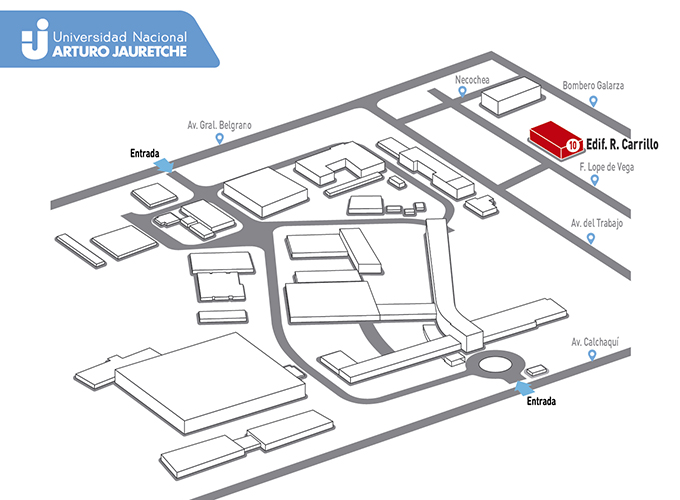 Universidad Nacional
ARTURO JAURETCHE
Necochea
Bombero Galarza
Av. Gral. Belgrano
Entrada
10
Edif. R. Carrillo
F. Lope de Vega
Av. del Trabajo
Av. Calchaquí
Entrada